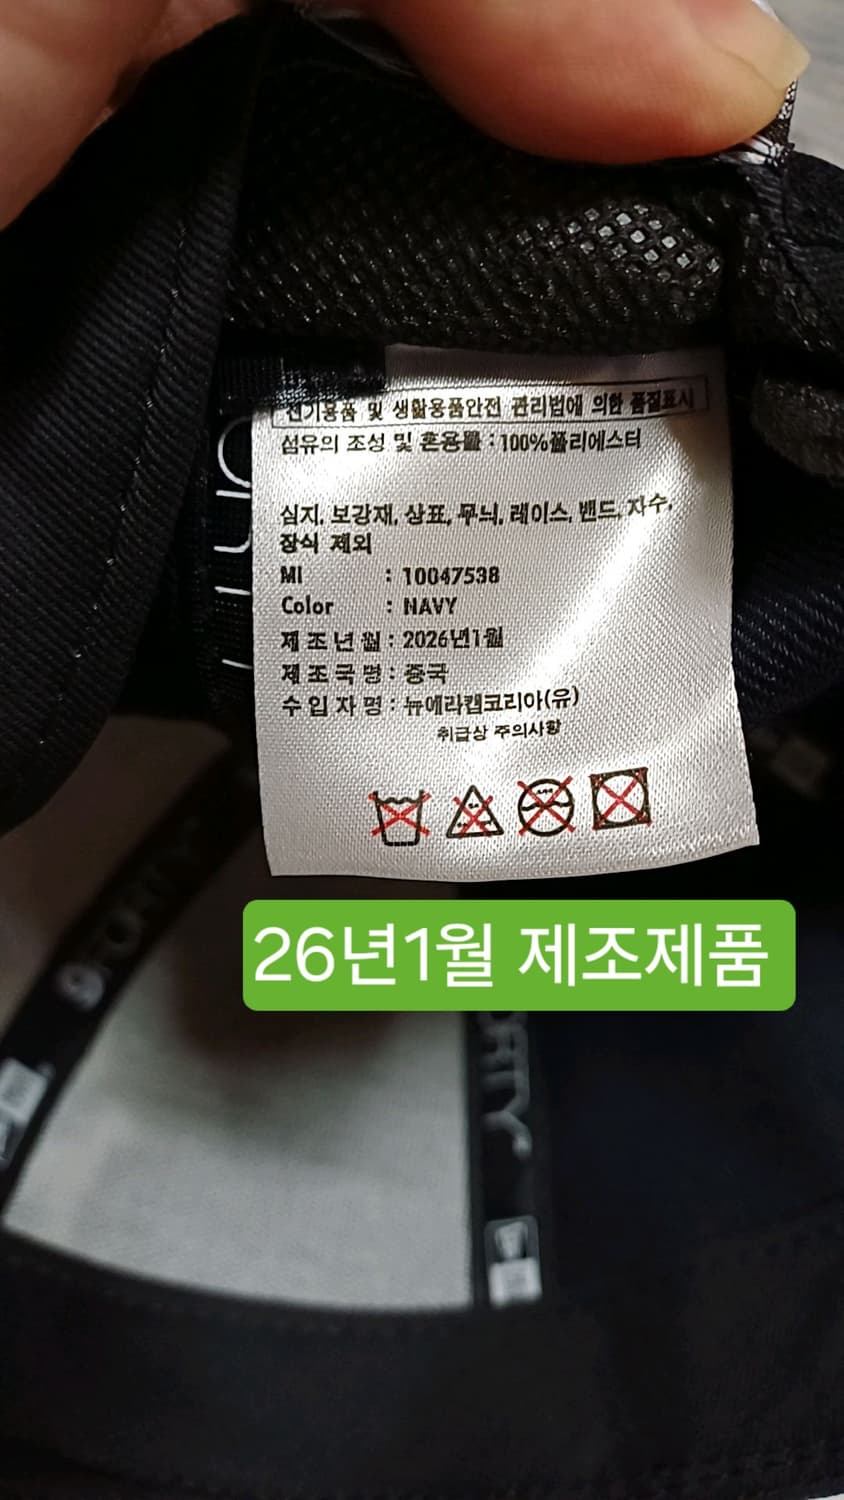 전기용품 및 생활용품안전 관리법에 의한 품질표시
섬유의 조성 및 혼용률 : 100%폴리에스터
심지, 보강재, 상표, 무늬, 레이스, 밴드, 자수,
장식 제외
MI : 10047538
Color : NAVY
제조년월 : 2026년1월
제조국명 : 중국
수입자명 : 뉴에라캡코리아(유)
취급상 주의사항
26년1월 제조제품
9FORTY
ORTY